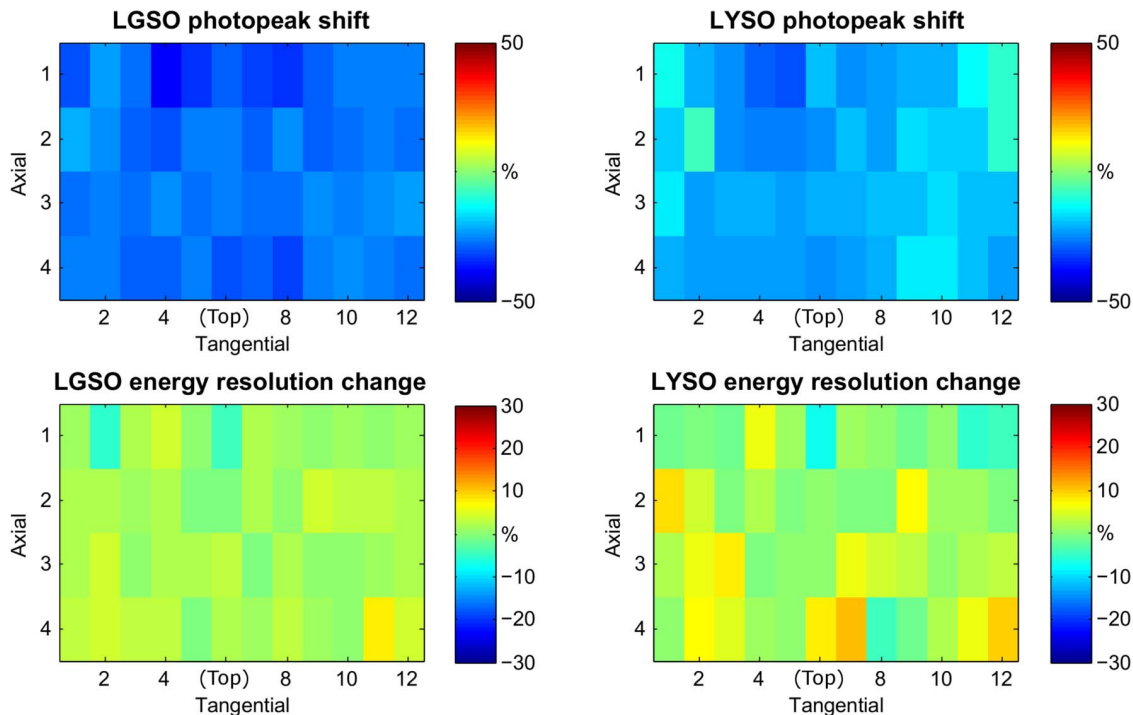 LGSO photopeak shift
50
%
−50
Axial
1
2
3
4
2 4 (Top) 8 10 12
Tangential
LYSO photopeak shift
50
%
−50
Axial
1
2
3
4
2 4 (Top) 8 10 12
Tangential
LGSO energy resolution change
30
20
10
%
−10
−20
−30
Axial
1
2
3
4
2 4 (Top) 8 10 12
Tangential
LYSO energy resolution change
30
20
10
%
−10
−20
−30
Axial
1
2
3
4
2 4 (Top) 8 10 12
Tangential